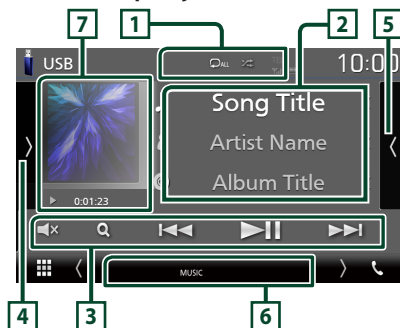 7 1 2 5
USB ALL 10:00
Song Title
Artist Name
Album Title
0:01:23
MUSIC
4 3 6